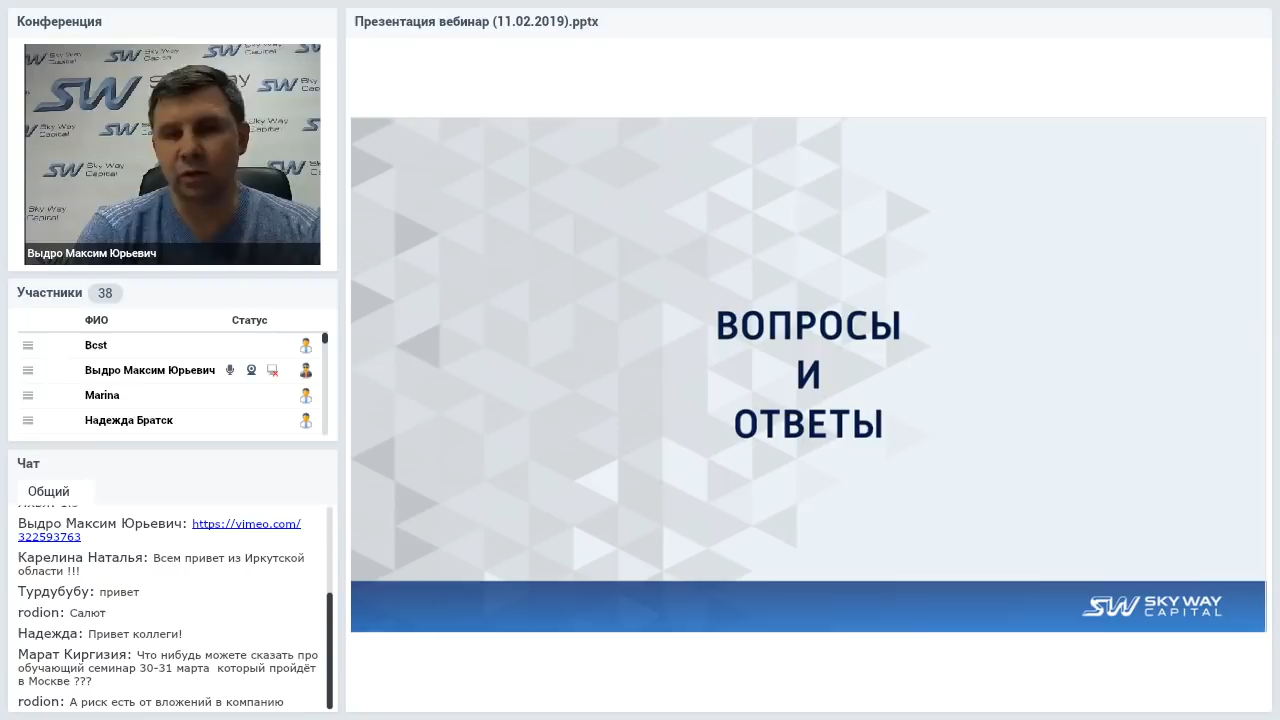 Конференция
Выдро Максим Юрьевич
Участники 38
ФИО Статус
Bcst
Выдро Максим Юрьевич
Marina
Надежда Братск
Чат
Общий
Выдро Максим Юрьевич: https://vimeo.com/
322593763
Карелина Наталья: Всем привет из Иркутской
области !!!
Турдубубу: привет
rodion: Салют
Надежда: Привет коллеги!
Марат Киргизия: Что нибудь можете сказать про
обучающий семинар 30-31 марта который пройдёт
в Москве ???
rodion: А риск есть от вложений в компанию
Презентация вебинар (11.02.2019).pptx
ВОПРОСЫ
И
ОТВЕТЫ
SW SKY WAY
CAPITAL